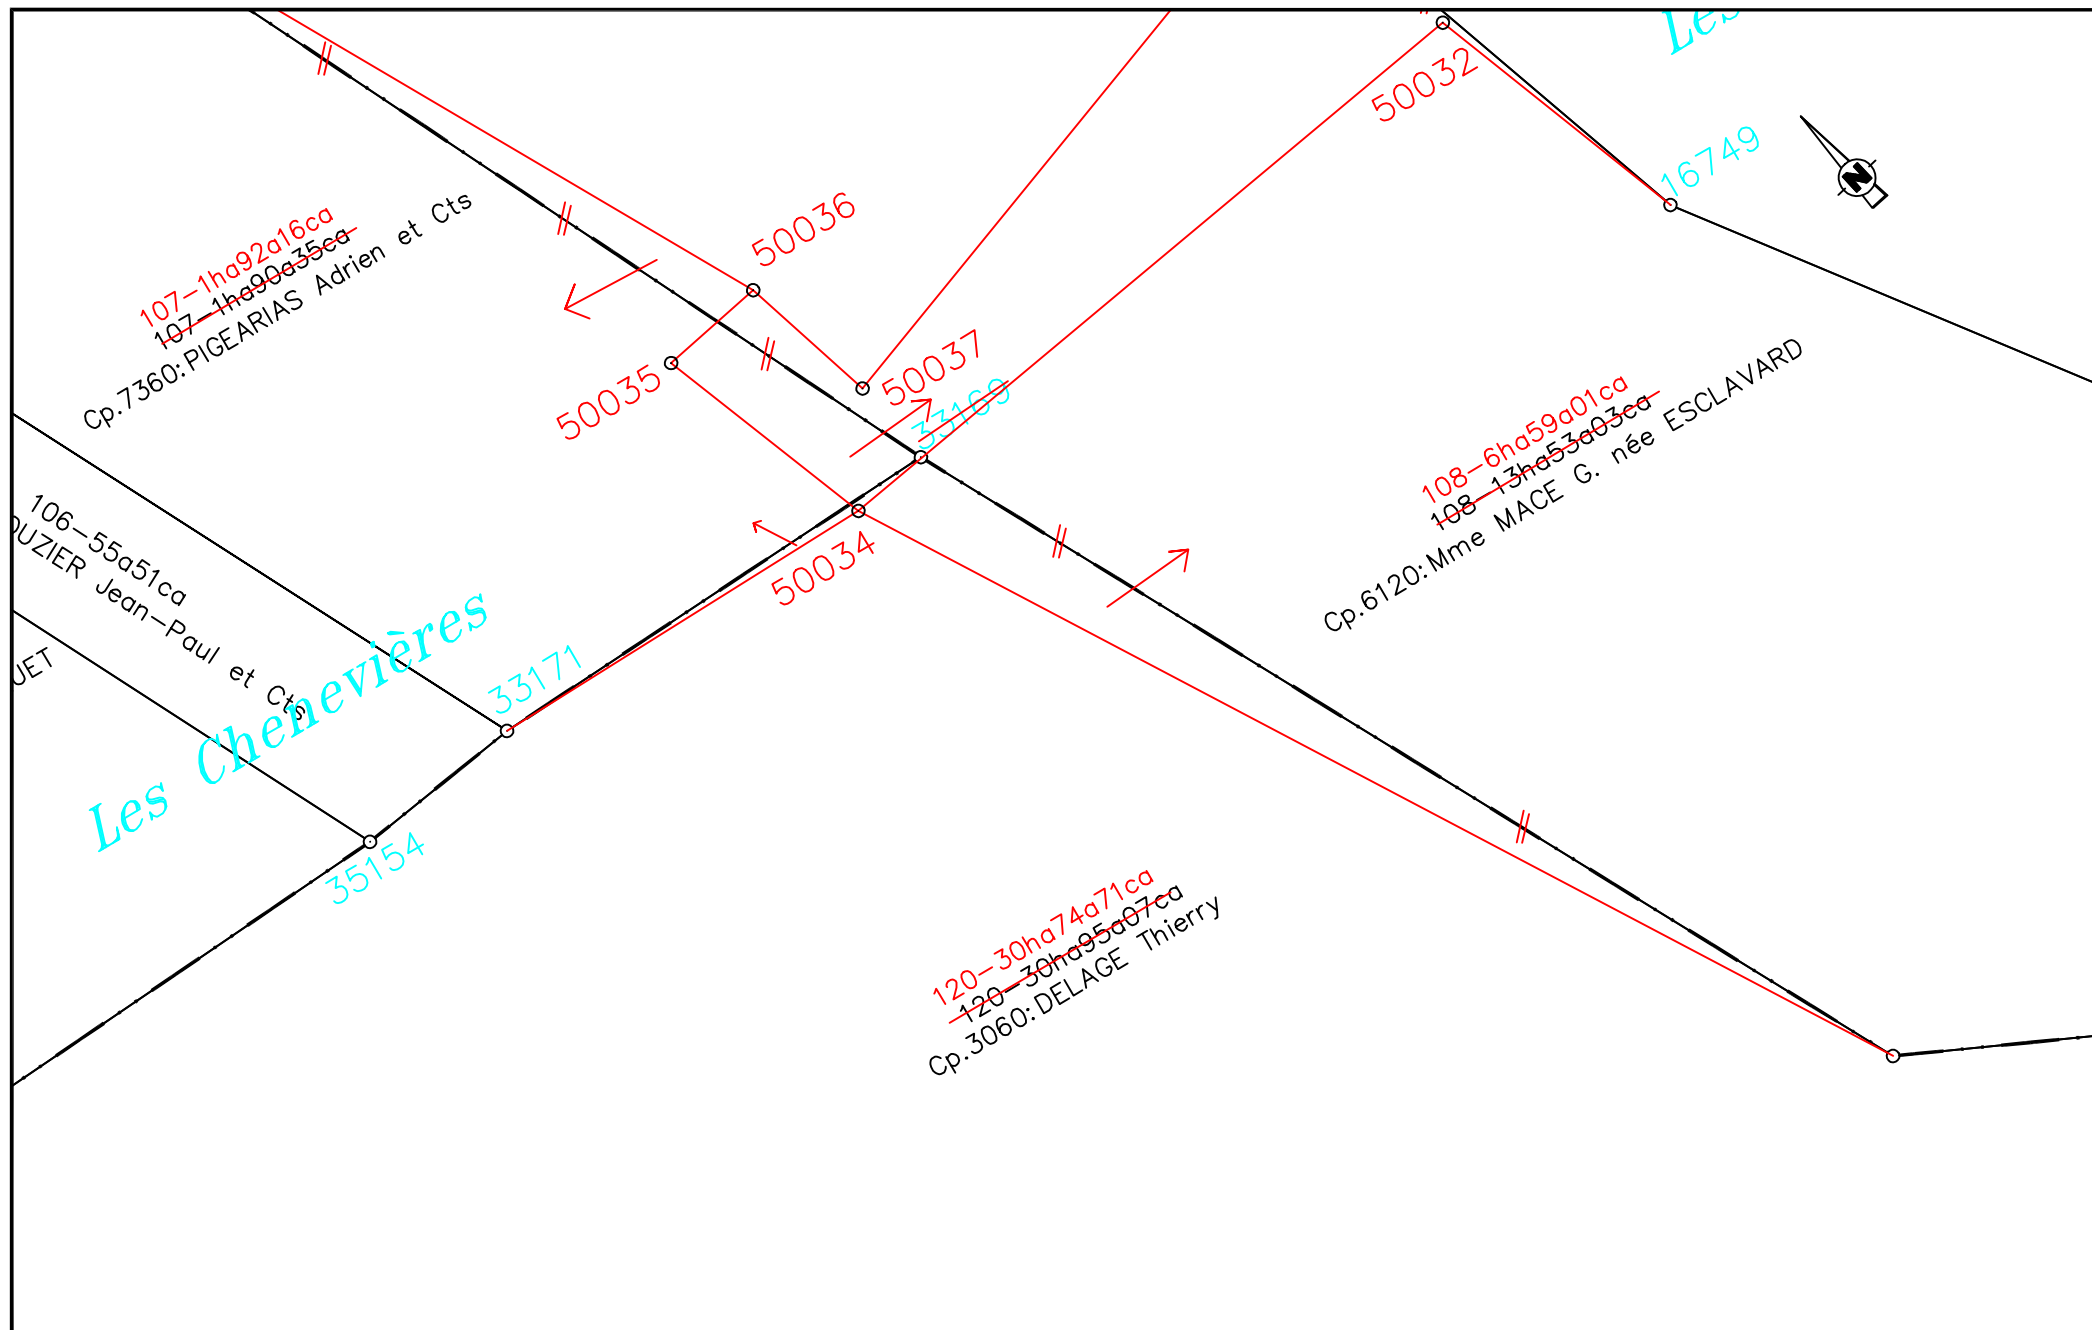 Les
50032
16749
N
50036
107-1ha92a16ca
107-1ha90a35ca
Cp.7360: PIGEARIAS Adrien et Cts
50035
50037
33169
108-6ha59a01ca
108-13ha53a03ca
Cp.6120: Mme MACE G. née ESCLAVARD
106-55a51ca
OUZIER Jean-Paul et Cts
50034
UET
Les Chenevières
33171
35154
120-30ha74a71ca
120-30ha95a07ca
Cp.3060: DELAGE Thierry